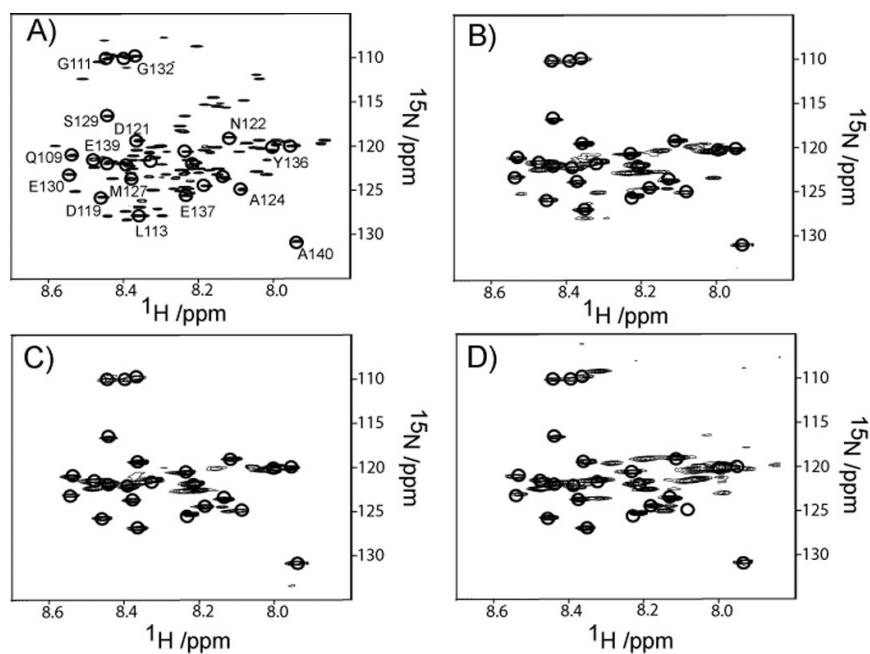 A)
G111
G132
S129
D121
N122
E139
Q109
Y136
E130
M127
A124
D119
E137
L113
A140
110
120
125
130
15N /ppm
8.6
8.4
8.2
8.0
1H /ppm
B)
110
115
120
125
130
15N /ppm
8.6
8.4
8.2
8.0
C)
110
115
120
125
130
15N /ppm
8.6
8.4
8.2
8.0
1H /ppm
D)
110
115
120
125
130
15N /ppm
8.6
8.4
8.2
8.0
1H /ppm